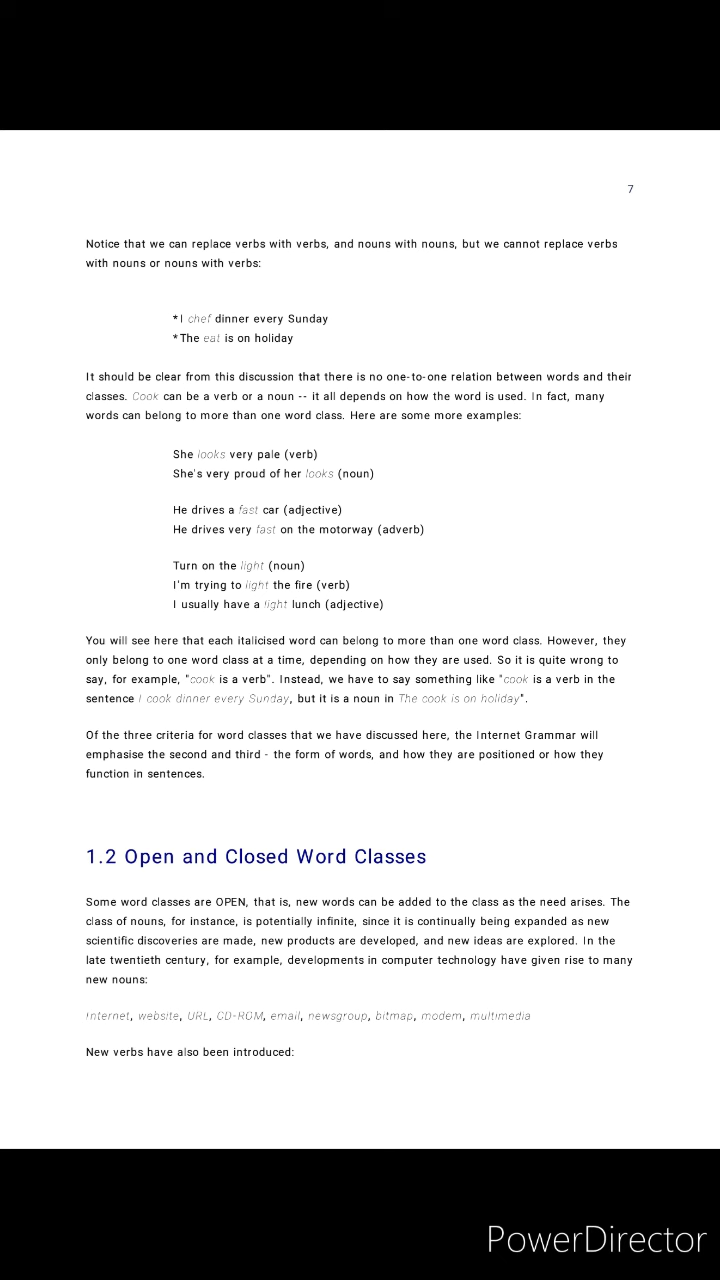 7
Notice that we can replace verbs with verbs, and nouns with nouns, but we cannot replace verbs
with nouns or nouns with verbs:
*I chef dinner every Sunday
*The eat is on holiday
It should be clear from this discussion that there is no one-to-one relation between words and their
classes. Cook can be a verb or a noun -- it all depends on how the word is used. In fact, many
words can belong to more than one word class. Here are some more examples:
She looks very pale (verb)
She's very proud of her looks (noun)
He drives a fast car (adjective)
He drives very fast on the motorway (adverb)
Turn on the light (noun)
I'm trying to light the fire (verb)
I usually have a light lunch (adjective)
You will see here that each italicised word can belong to more than one word class. However, they
only belong to one word class at a time, depending on how they are used. So it is quite wrong to
say, for example, "cook is a verb". Instead, we have to say something like "cook is a verb in the
sentence I cook dinner every Sunday, but it is a noun in The cook is on holiday".
Of the three criteria for word classes that we have discussed here, the Internet Grammar will
emphasise the second and third - the form of words, and how they are positioned or how they
function in sentences.
1.2 Open and Closed Word Classes
Some word classes are OPEN, that is, new words can be added to the class as the need arises. The
class of nouns, for instance, is potentially infinite, since it is continually being expanded as new
scientific discoveries are made, new products are developed, and new ideas are explored. In the
late twentieth century, for example, developments in computer technology have given rise to many
new nouns:
Internet, website, URL, CD-ROM, email, newsgroup, bitmap, modem, multimedia
New verbs have also been introduced:
PowerDirector